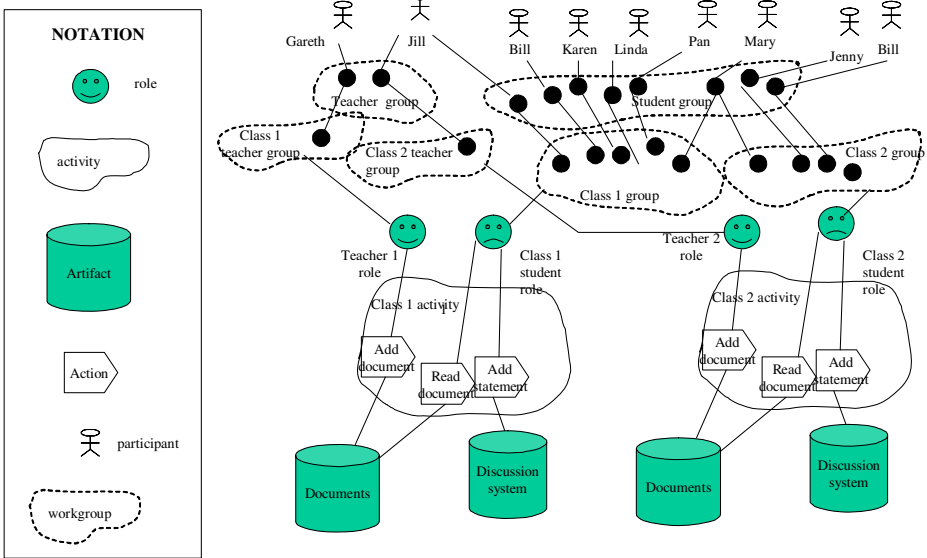 NOTATION
role
activity
Artifact
Action
participant
workgroup
Gareth
Jill
Bill
Karen
Linda
Pan
Mary
Jenny
Bill
Teacher group
Student group
Class 1
teacher group
Class 2 teacher
group
Class 1 group
Class 2 group
Teacher 1
role
Class 1
student
role
Teacher 2
role
Class 2
student
role
Class 1 activity
Add
document
Read
document
Add
statement
Class 2 activity
Add
document
Read
document
Add
statement
Documents
Discussion
system
Documents
Discussion
system